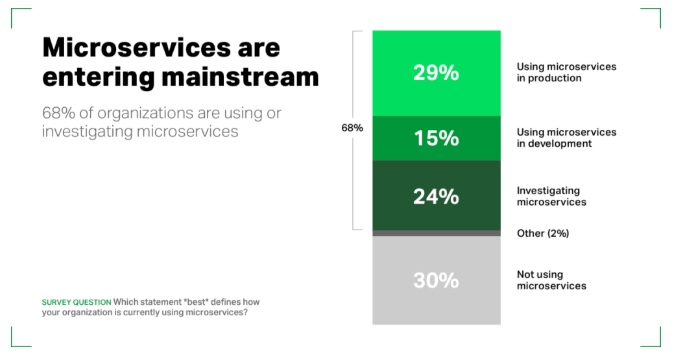 Microservices are
entering mainstream
68% of organizations are using or
investigating microservices
68%
29%
Using microservices
in production
15%
Using microservices
in development
24%
Investigating
microservices
Other (2%)
30%
Not using
microservices
SURVEY QUESTION Which statement *best* defines how
your organization is currently using microservices?